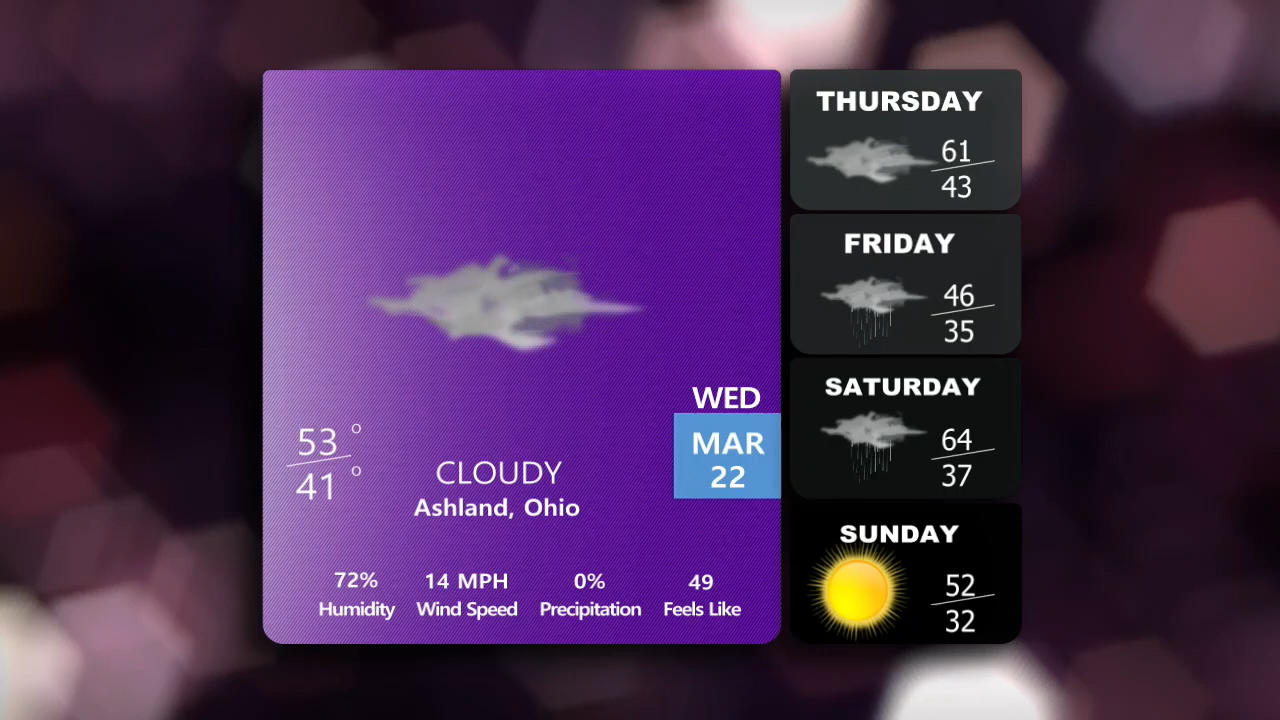 WED
MAR
22
53°
41°
CLOUDY
Ashland, Ohio
72%
Humidity
14 MPH
Wind Speed
0%
Precipitation
49
Feels Like
THURSDAY
61
43
FRIDAY
46
35
SATURDAY
64
37
SUNDAY
52
32